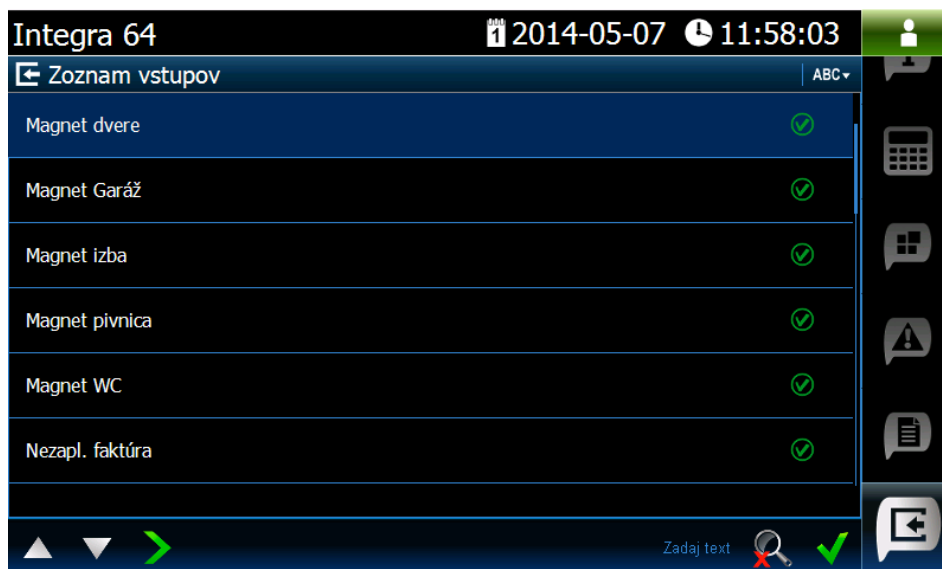 Integra 64 1 2014-05-07 11:58:03
Zoznam vstupov ABC
Magnet dvere
Magnet Garáž
Magnet izba
Magnet pivnica
Magnet WC
Nezapl. faktúra
Zadaj text